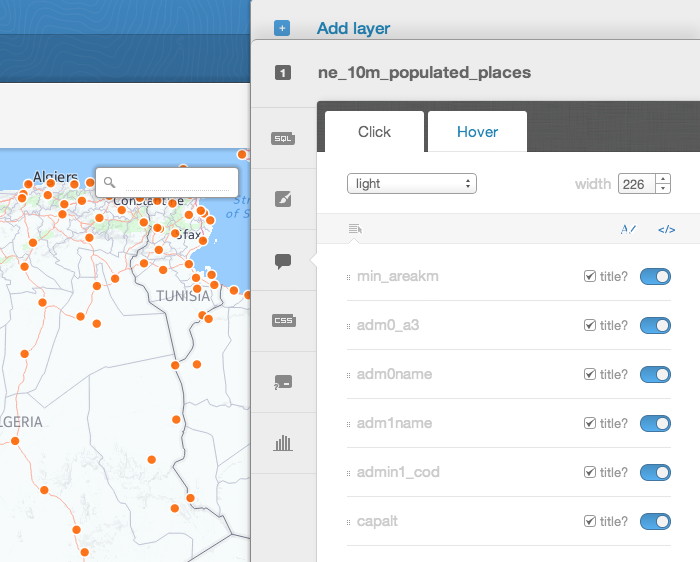 + Add layer
1 ne_10m_populated_places
SQL
CSS
Click Hover
light width 226
</>
min_areakm title?
adm0_a3 title?
adm0name title?
adm1name title?
admin1_cod title?
capalt title?
Algiers
Constantine
Sfax
TUNISIA
LGERIA